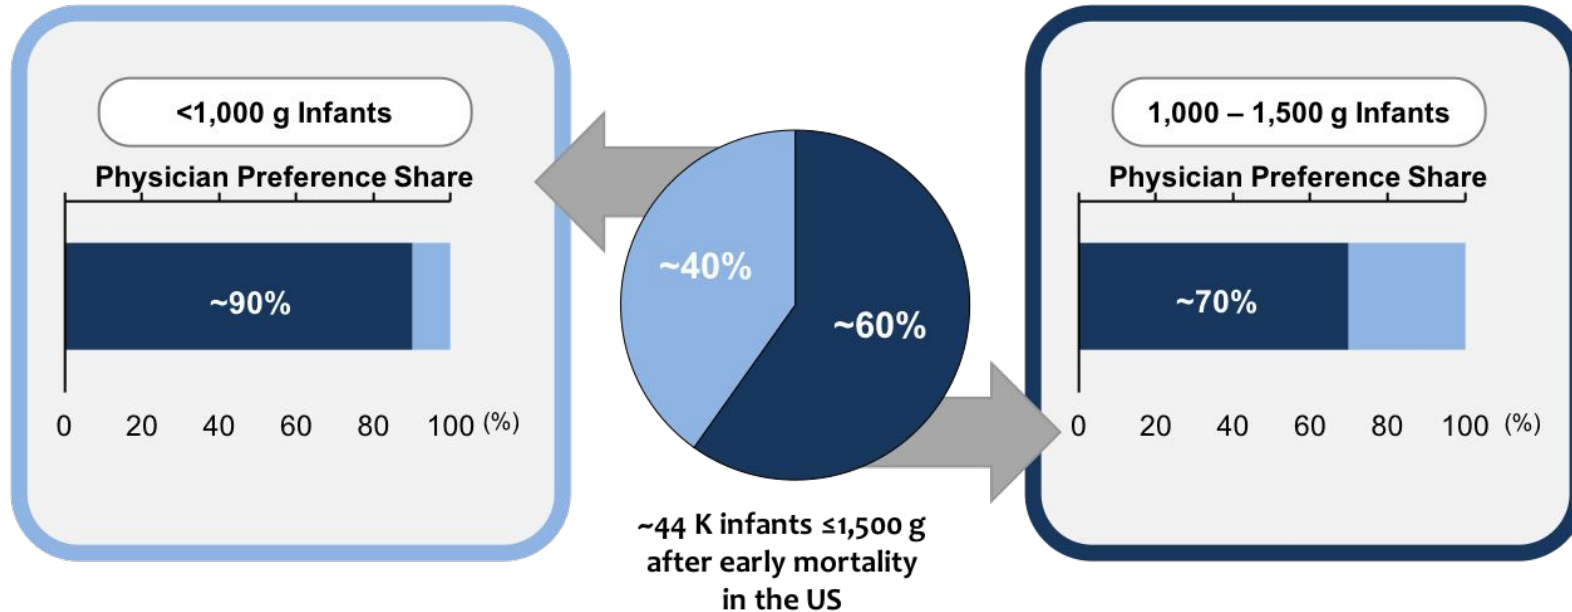 <1,000 g Infants
Physician Preference Share
~90%
0 20 40 60 80 100 (%)
~40%
~60%
~44 K infants ≤1,500 g
after early mortality
in the US
1,000 – 1,500 g Infants
Physician Preference Share
~70%
0 20 40 60 80 100 (%)